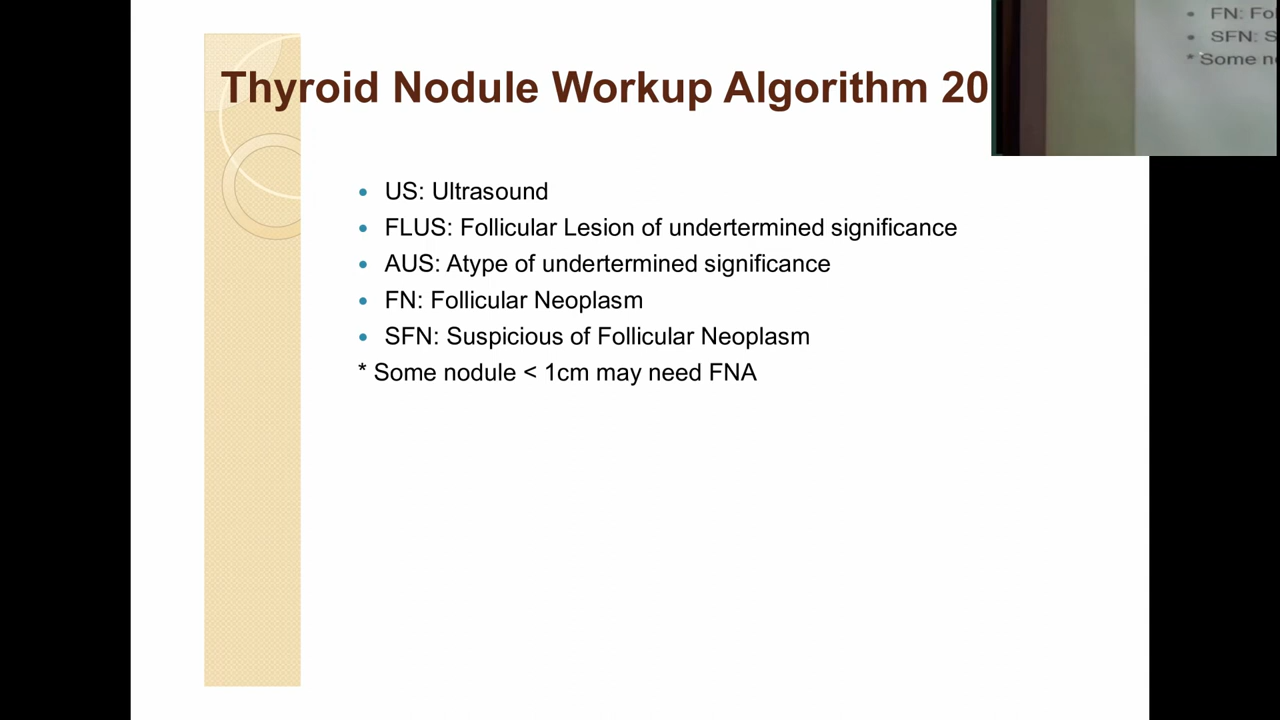 Thyroid Nodule Workup Algorithm 20
• US: Ultrasound
• FLUS: Follicular Lesion of undertermined significance
• AUS: Atype of undertermined significance
• FN: Follicular Neoplasm
• SFN: Suspicious of Follicular Neoplasm
* Some nodule < 1cm may need FNA
• FN: Fo
• SFN: S
* Some n